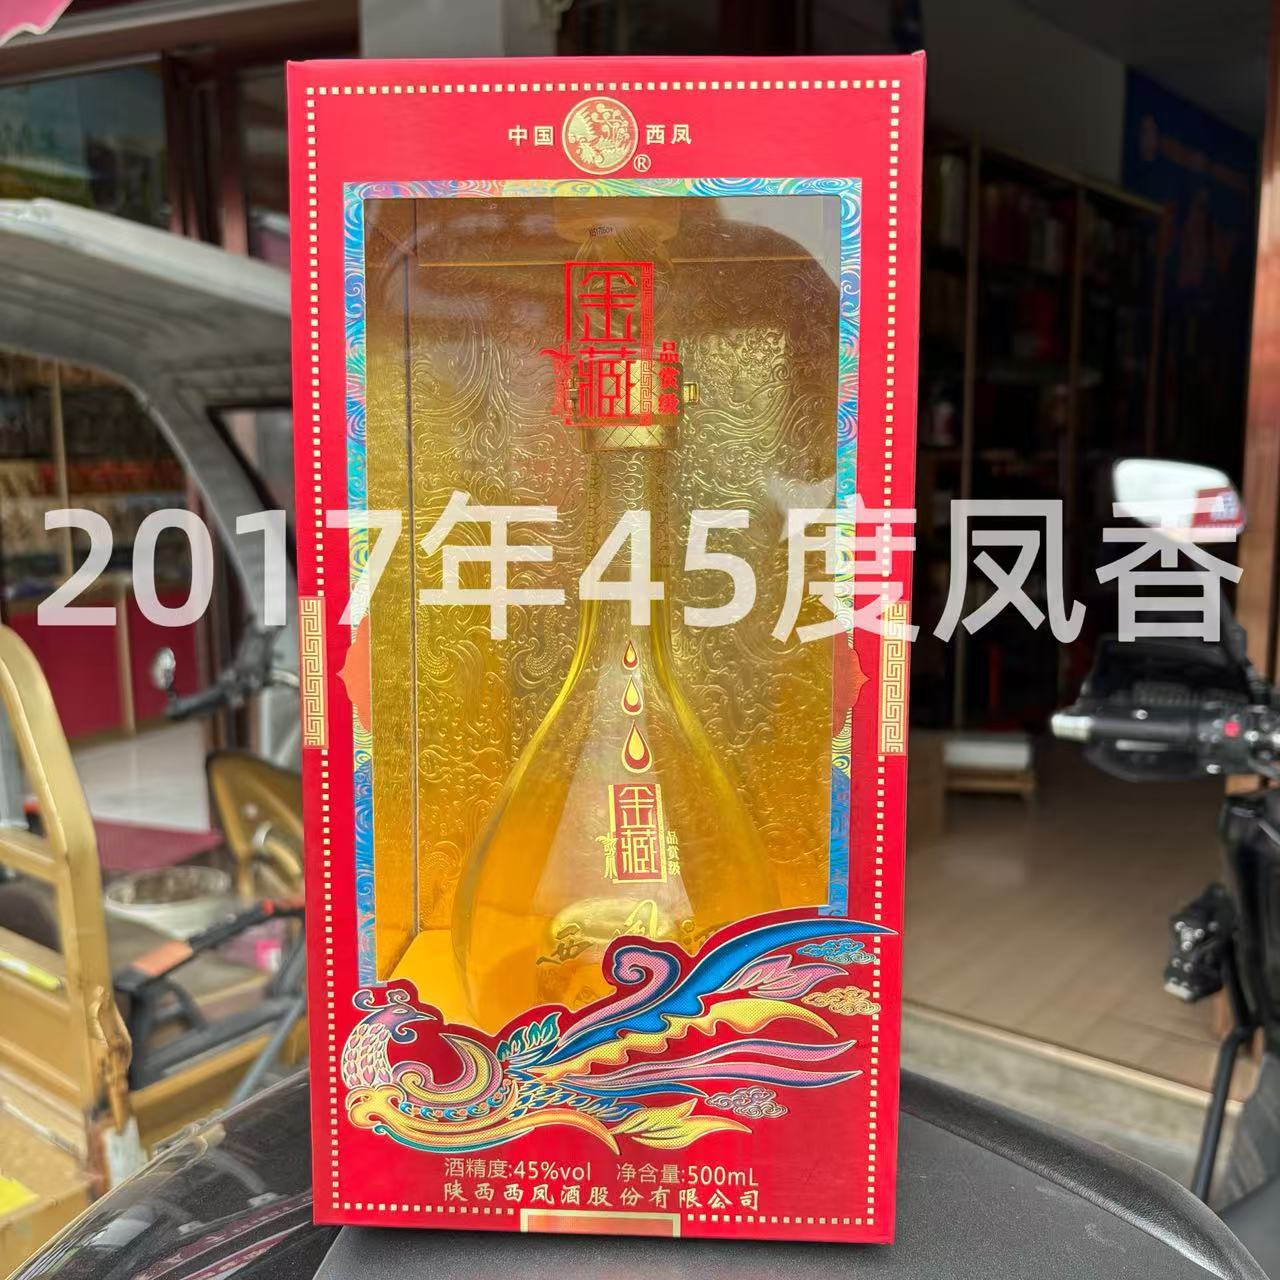 中国 西凤
®
金藏
品赏级
2017年45度凤香
金藏
品赏级
西凤
酒精度:45%vol 净含量:500mL
陕西西凤酒股份有限公司